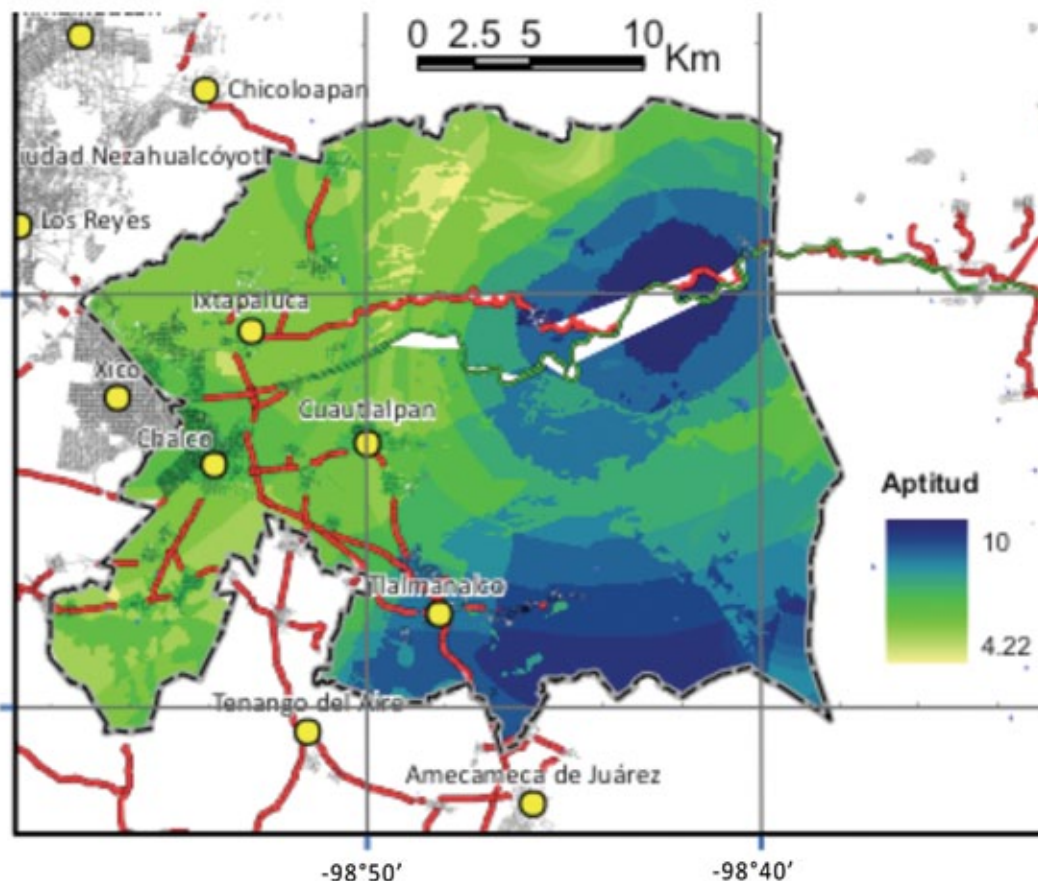 0 2.5 5 10 Km
Chicoloapan
udad Nezahualcóyotl
Los Reyes
Ixtapaluca
Xico
Cuautlalpan
Chalco
Aptitud
10
4.22
Tlalmanalco
Tenango del Aire
Amecameca de Juárez
-98°50’
-98°40’